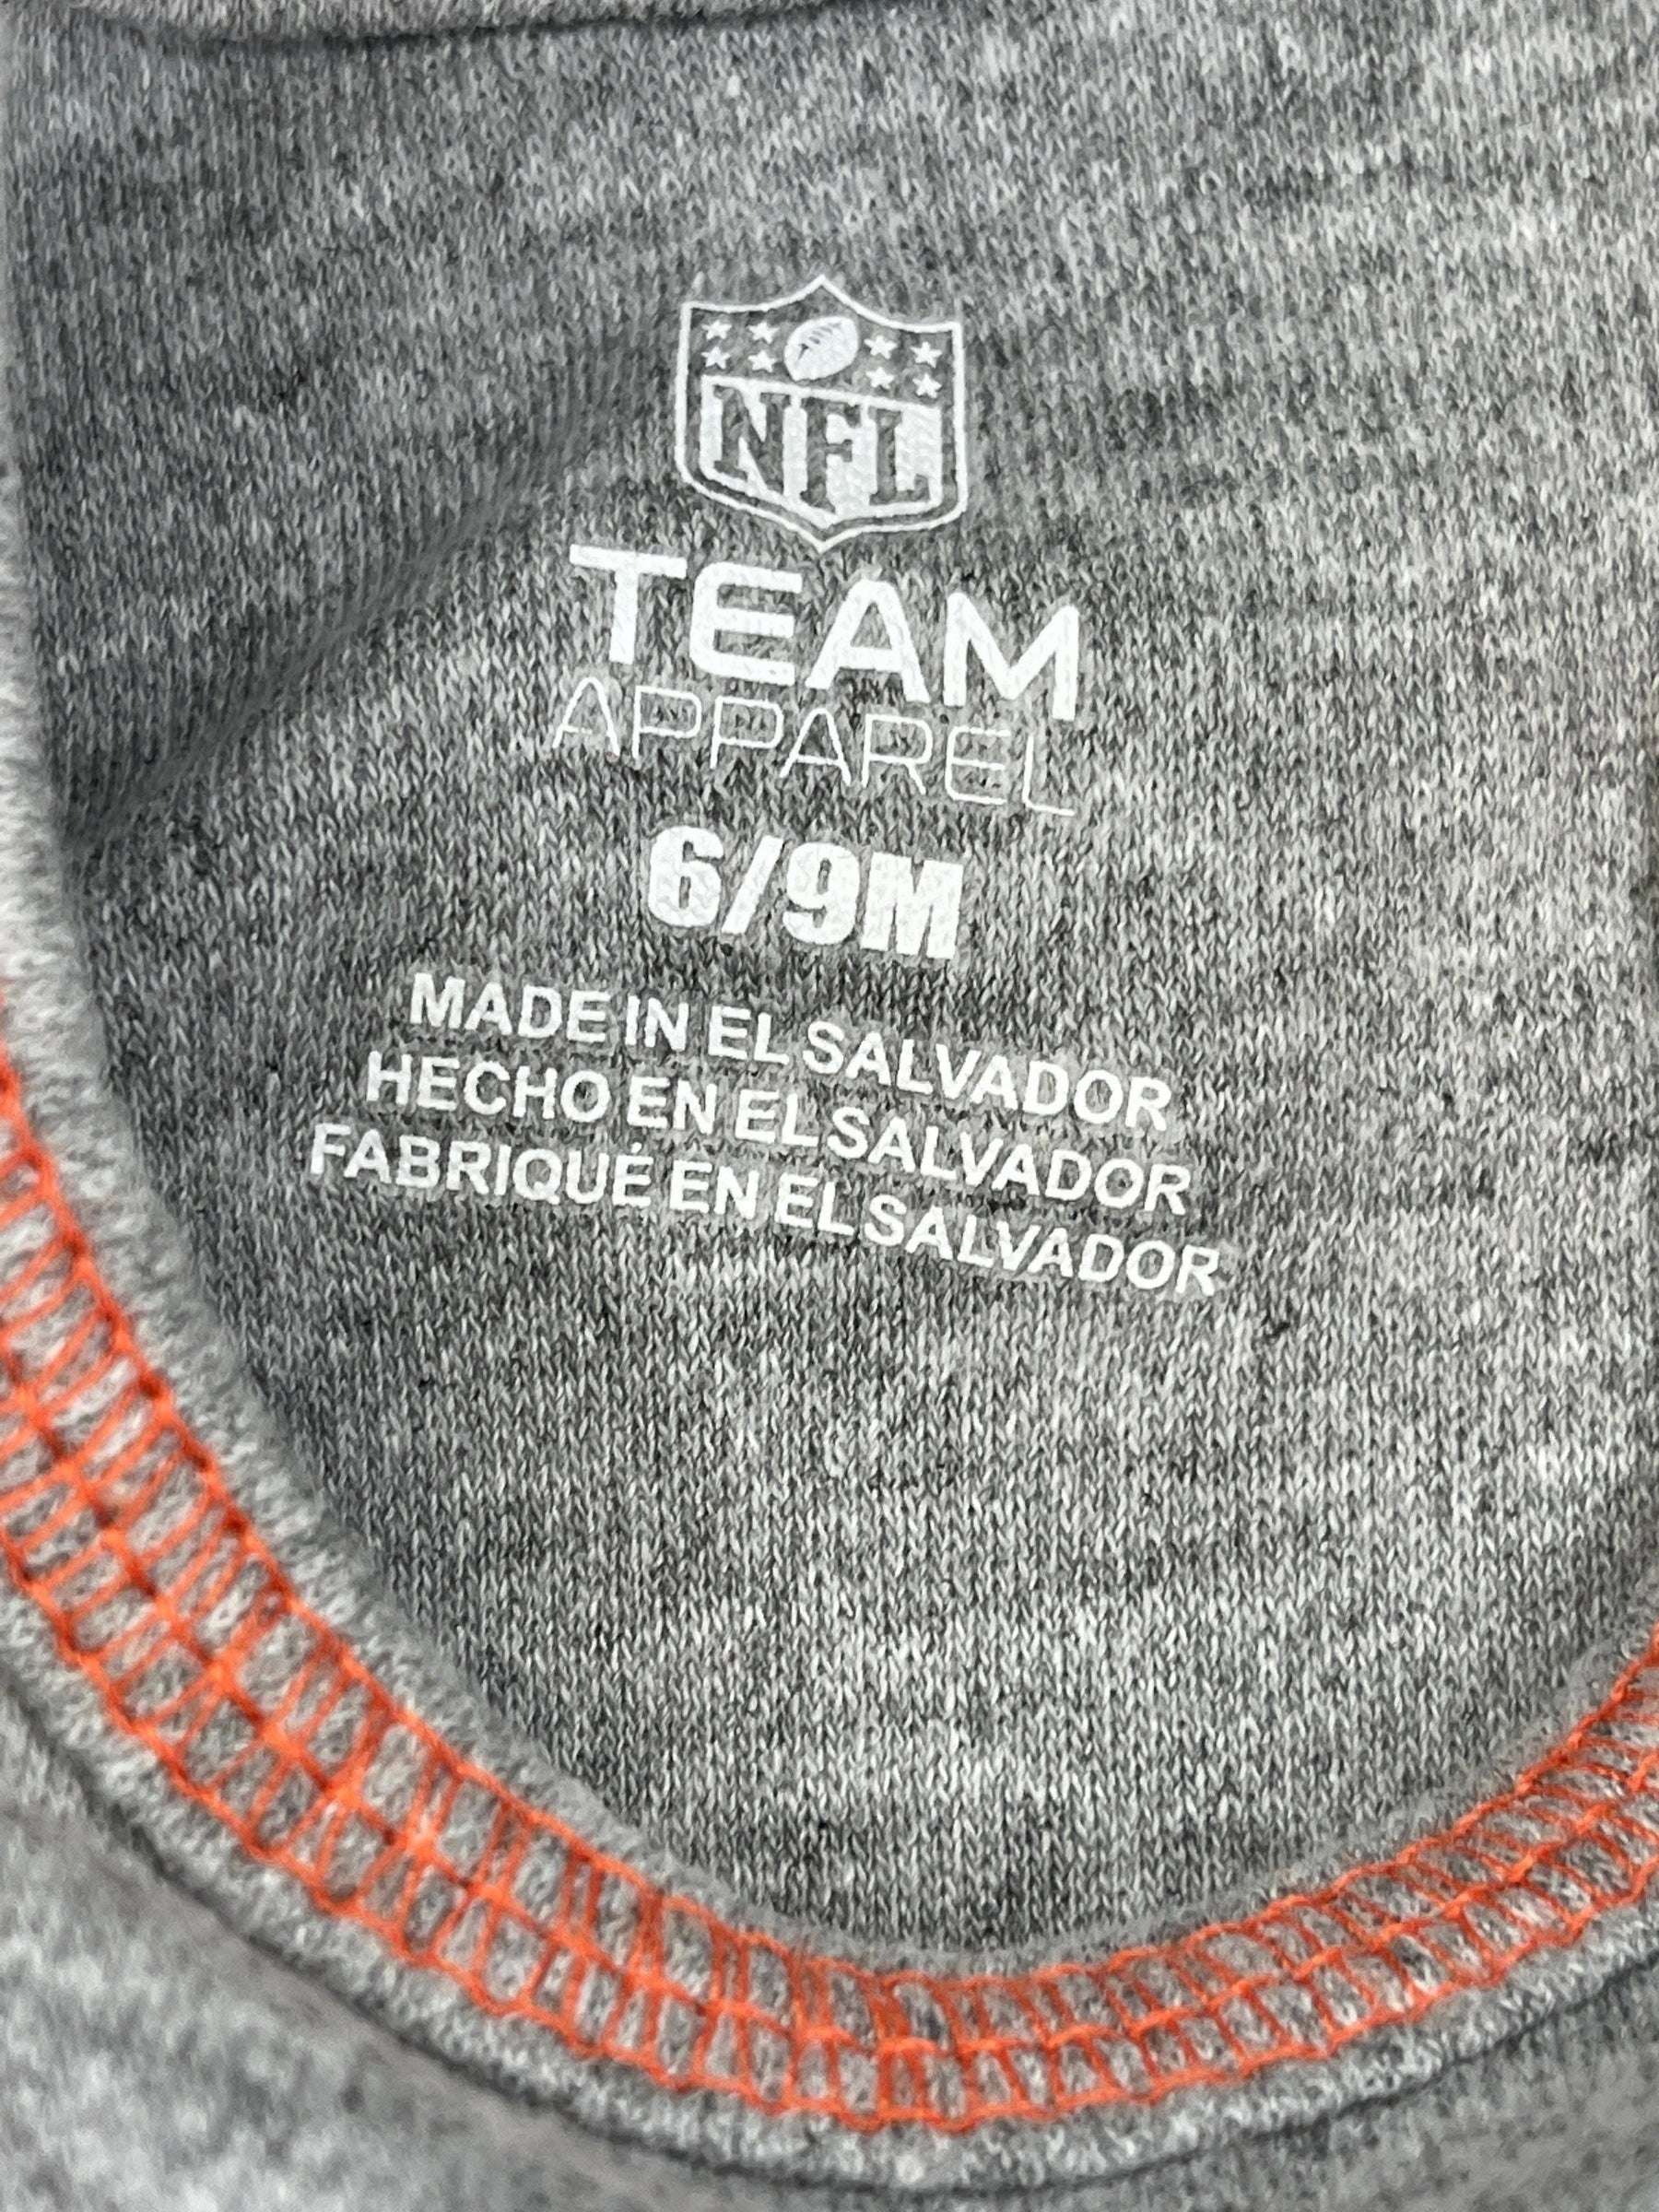 NFL
TEAM
APPAREL
6/9M
MADE IN EL SALVADOR
HECHO EN EL SALVADOR
FABRIQUÉ EN EL SALVADOR